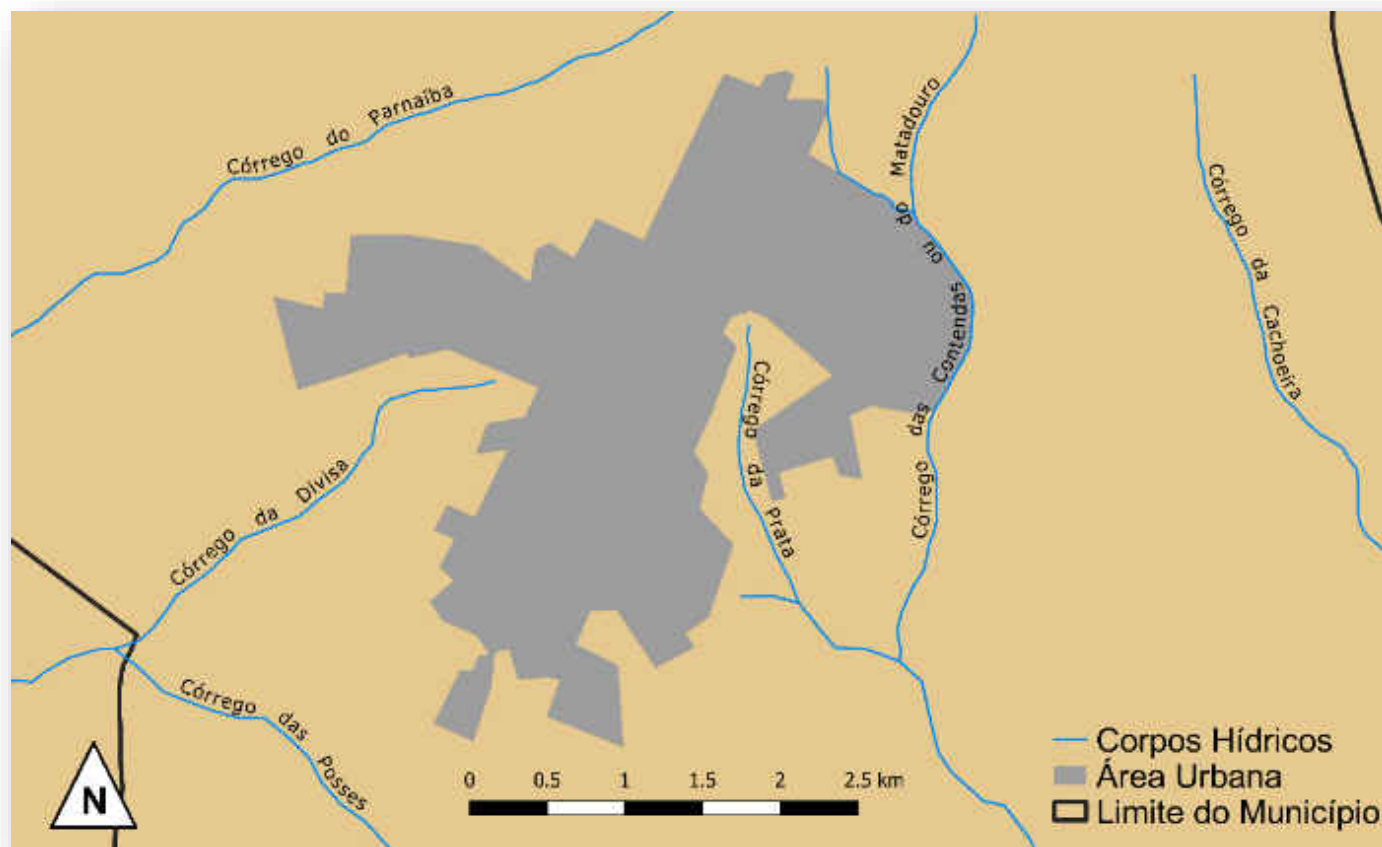 Córrego do Parnaíba
do Matadouro
Córrego da Cachoeira
Córrego das Contendas ou
Córrego da Prata
Córrego da Divisa
Córrego das Posses
N
0 0.5 1 1.5 2 2.5 km
Corpos Hídricos
Área Urbana
Limite do Município